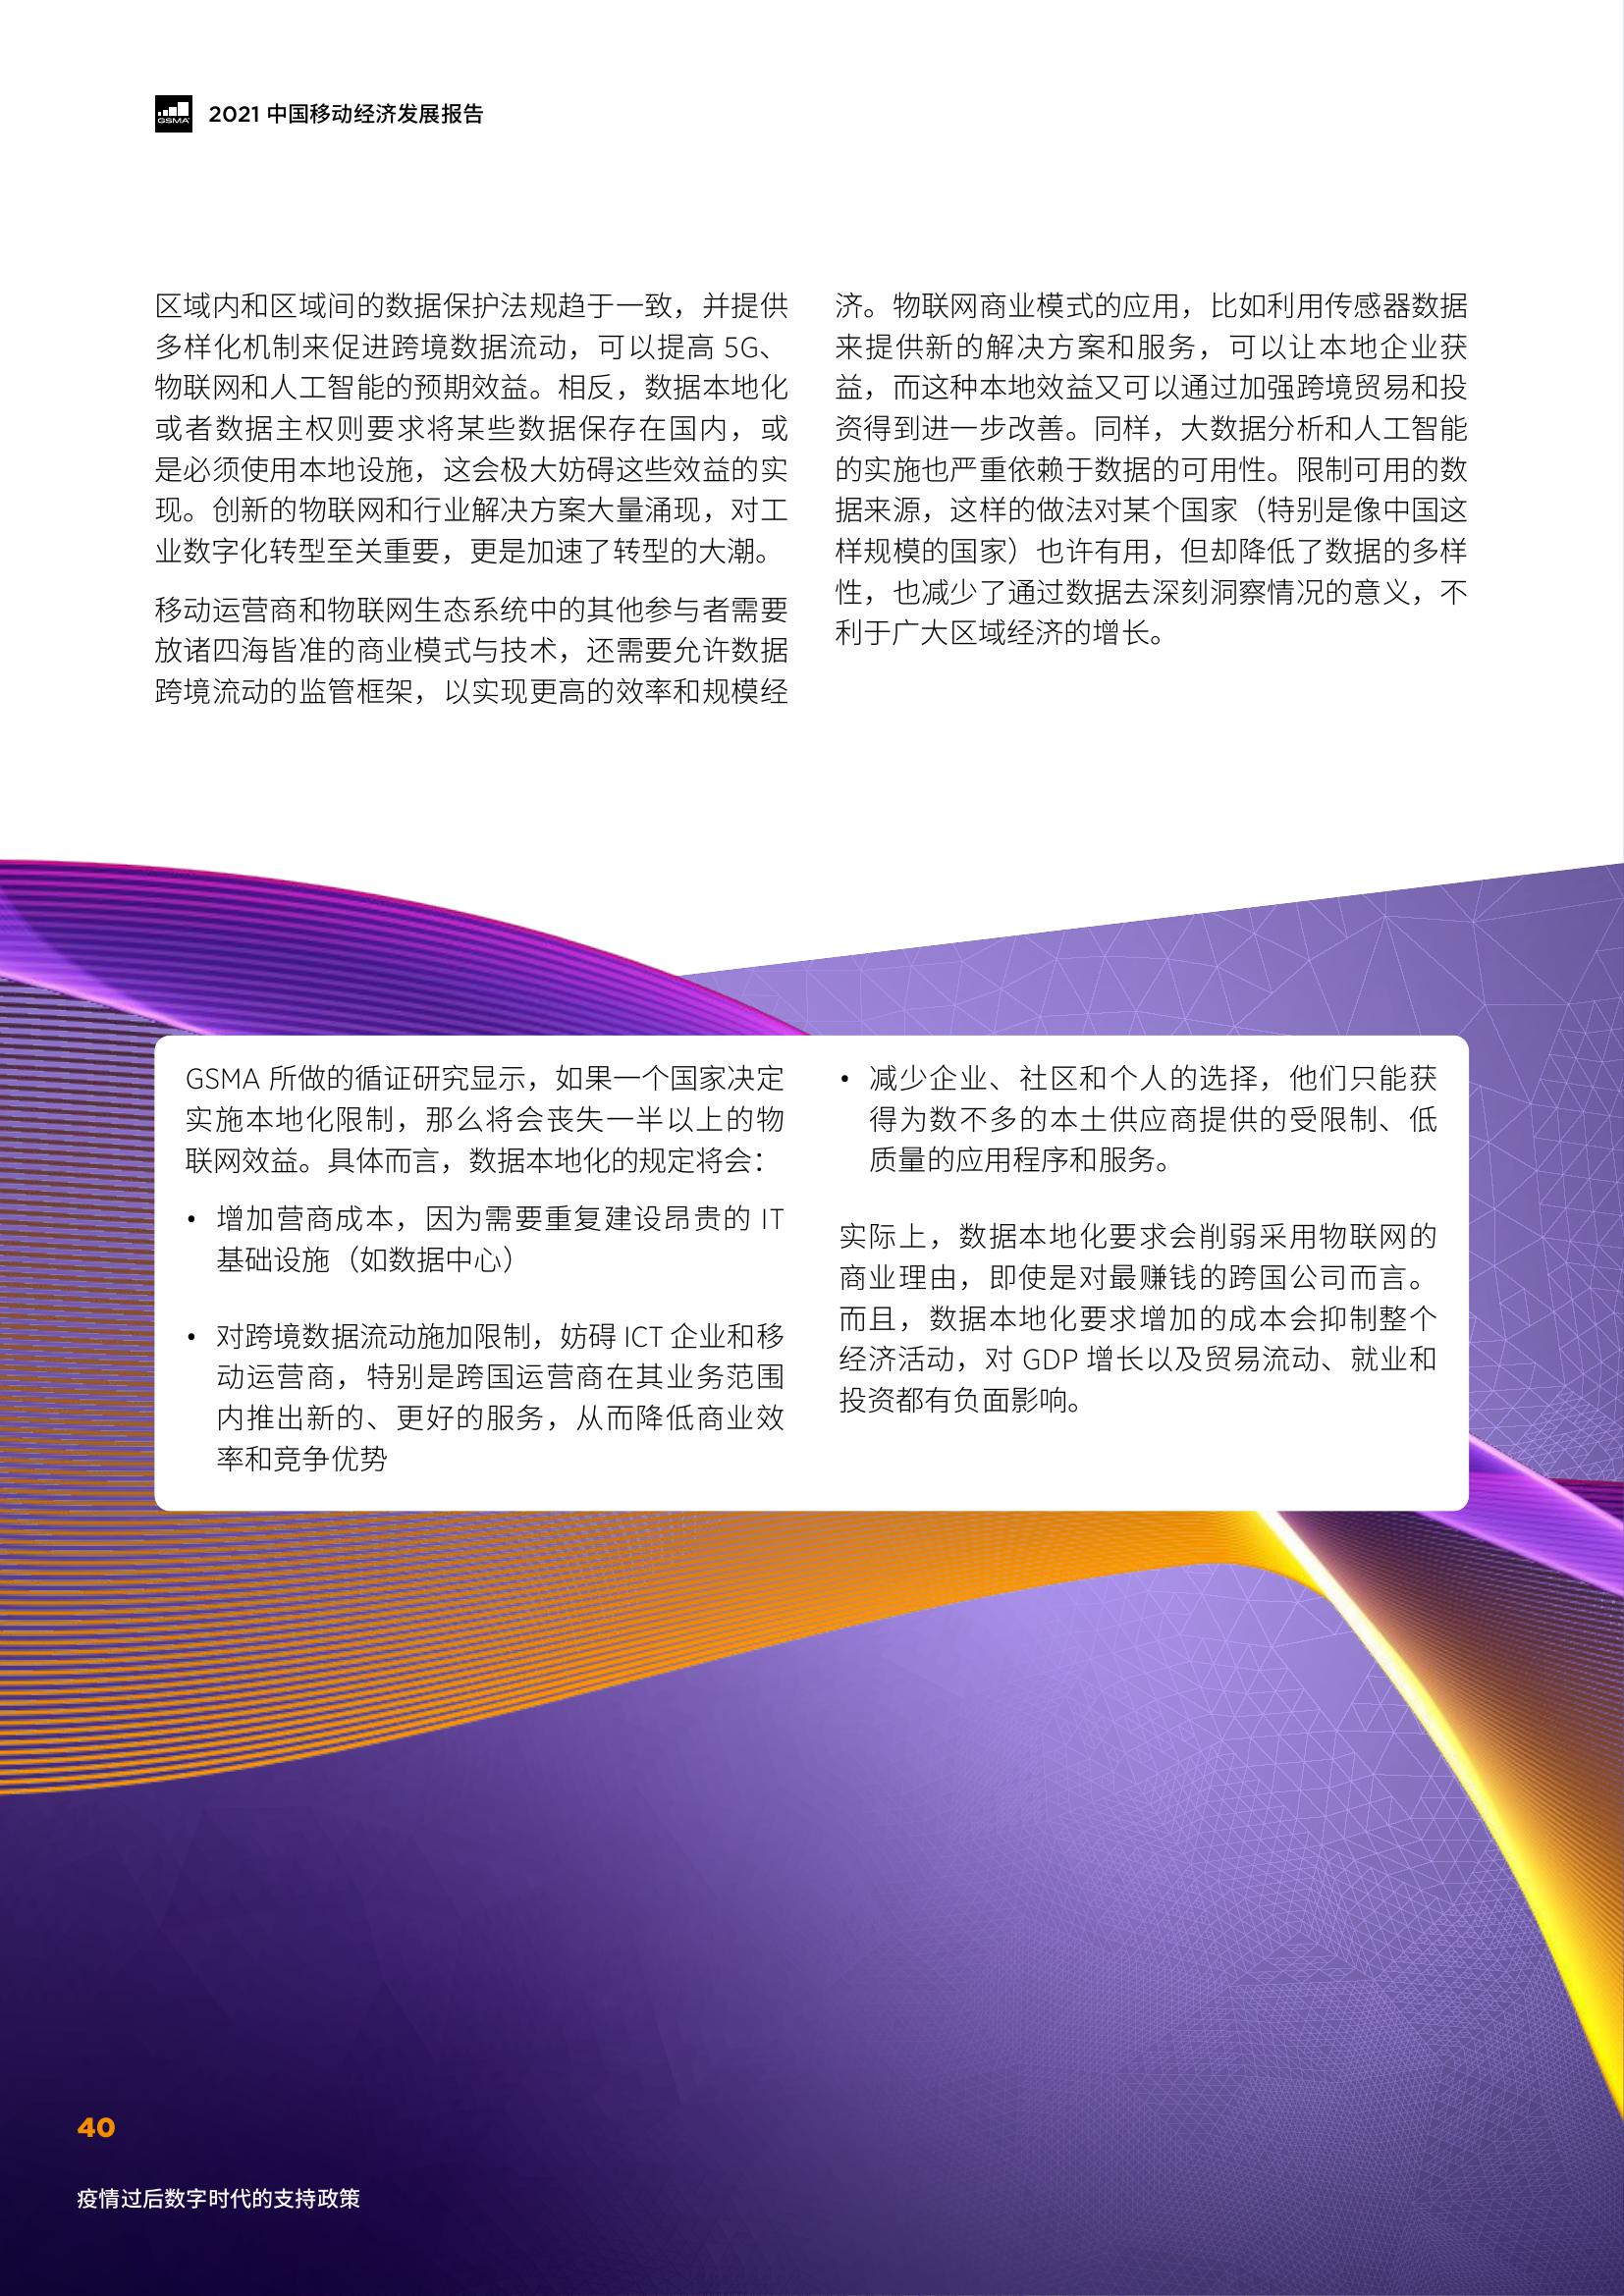 GSMA
2021 中国移动经济发展报告
区域内和区域间的数据保护法规趋于一致，并提供
多样化机制来促进跨境数据流动，可以提高 5G、
物联网和人工智能的预期效益。相反，数据本地化
或者数据主权则要求将某些数据保存在国内，或
是必须使用本地设施，这会极大妨碍这些效益的实
现。创新的物联网和行业解决方案大量涌现，对工
业数字化转型至关重要，更是加速了转型的大潮。
移动运营商和物联网生态系统中的其他参与者需要
放诸四海皆准的商业模式与技术，还需要允许数据
跨境流动的监管框架，以实现更高的效率和规模经
济。物联网商业模式的应用，比如利用传感器数据
来提供新的解决方案和服务，可以让本地企业获
益，而这种本地效益又可以通过加强跨境贸易和投
资得到进一步改善。同样，大数据分析和人工智能
的实施也严重依赖于数据的可用性。限制可用的数
据来源，这样的做法对某个国家（特别是像中国这
样规模的国家）也许有用，但却降低了数据的多样
性，也减少了通过数据去深刻洞察情况的意义，不
利于广大区域经济的增长。
GSMA 所做的循证研究显示，如果一个国家决定
实施本地化限制，那么将会丧失一半以上的物
联网效益。具体而言，数据本地化的规定将会：
• 增加营商成本，因为需要重复建设昂贵的 IT
基础设施（如数据中心）
• 对跨境数据流动施加限制，妨碍 ICT 企业和移
动运营商，特别是跨国运营商在其业务范围
内推出新的、更好的服务，从而降低商业效
率和竞争优势
• 减少企业、社区和个人的选择，他们只能获
得为数不多的本土供应商提供的受限制、低
质量的应用程序和服务。
实际上，数据本地化要求会削弱采用物联网的
商业理由，即使是对最赚钱的跨国公司而言。
而且，数据本地化要求增加的成本会抑制整个
经济活动，对 GDP 增长以及贸易流动、就业和
投资都有负面影响。
40
疫情过后数字时代的支持政策